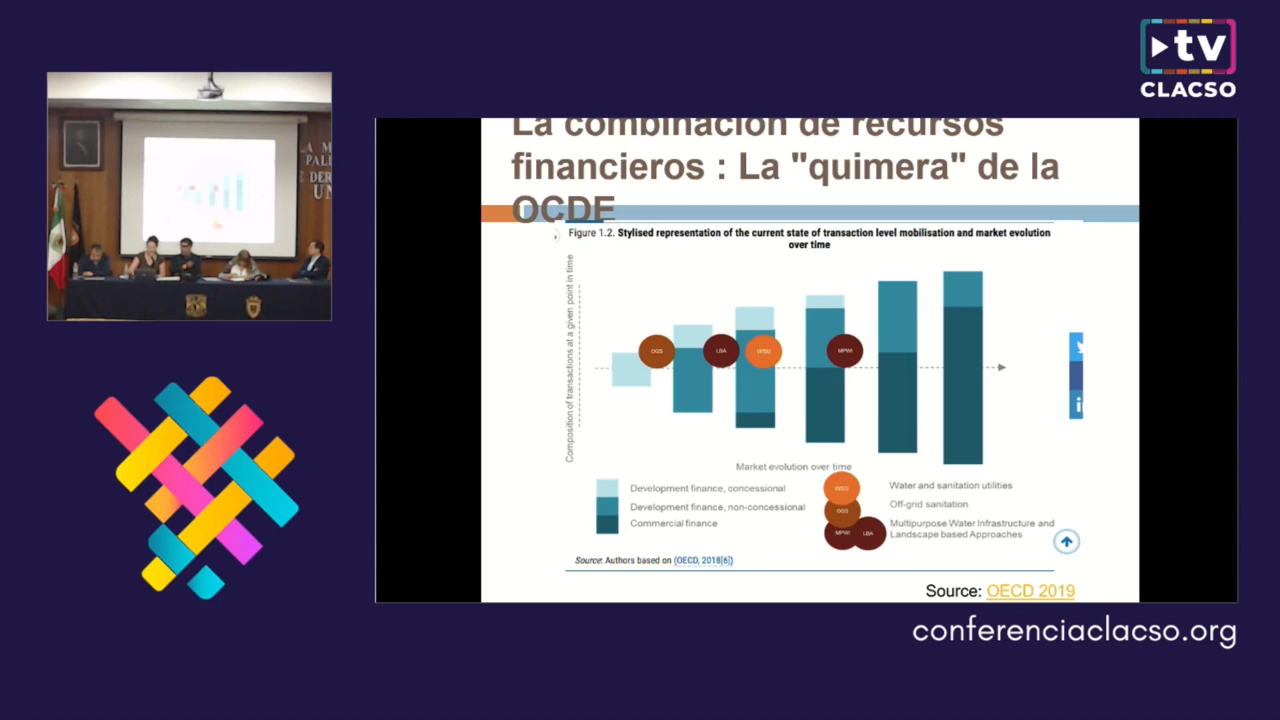 tv
CLACSO
LA M
PAL
E DER
UN
La combinación de recursos
financieros : La "quimera" de la
OCDE
Figure 1.2. Stylised representation of the current state of transaction level mobilisation and market evolution
over time
Composition of transactions at a given point in time
OGS
LBA
WSU
MPWI
Market evolution over time
Development finance, concessional
Development finance, non-concessional
Commercial finance
WSU
OGS
MPWI
LBA
Water and sanitation utilities
Off-grid sanitation
Multipurpose Water Infrastructure and
Landscape based Approaches
Source: Authors based on (OECD, 2018[6])
Source: OECD 2019
conferenciaclacso.org